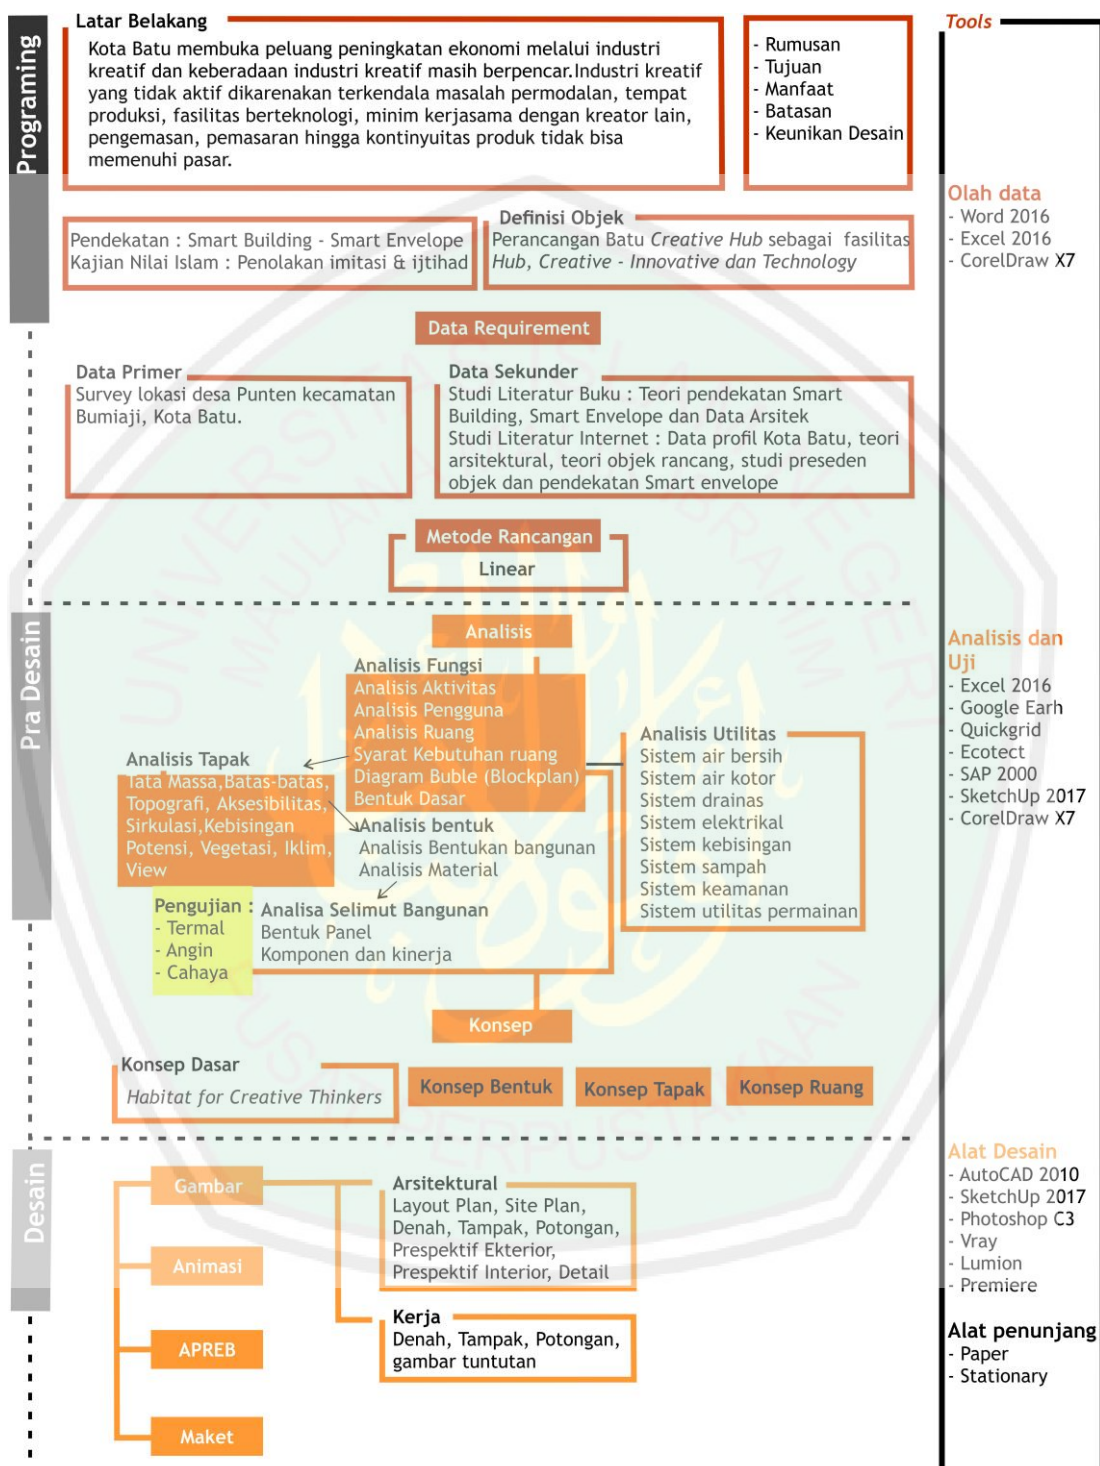 Programing
Latar Belakang
Kota Batu membuka peluang peningkatan ekonomi melalui industri
kreatif dan keberadaan industri kreatif masih berpencar.Industri kreatif
yang tidak aktif dikarenakan terkendala masalah permodalan, tempat
produksi, fasilitas berteknologi, minim kerjasama dengan kreator lain,
pengemasan, pemasaran hingga kontinyuitas produk tidak bisa
memenuhi pasar.
- Rumusan
- Tujuan
- Manfaat
- Batasan
- Keunikan Desain
Pendekatan : Smart Building - Smart Envelope
Kajian Nilai Islam : Penolakan imitasi & ijtihad
Definisi Objek
Perancangan Batu Creative Hub sebagai fasilitas
Hub, Creative - Innovative dan Technology
Data Requirement
Data Primer
Survey lokasi desa Punten kecamatan
Bumiaji, Kota Batu.
Data Sekunder
Studi Literatur Buku : Teori pendekatan Smart
Building, Smart Envelope dan Data Arsitek
Studi Literatur Internet : Data profil Kota Batu, teori
arsitektural, teori objek rancang, studi preseden
objek dan pendekatan Smart envelope
Metode Rancangan
Linear
Pra Desain
Analisis
Analisis Fungsi
Analisis Aktivitas
Analisis Pengguna
Analisis Ruang
Syarat Kebutuhan ruang
Diagram Buble (Blockplan)
Bentuk Dasar
Analisis Tapak
Tata Massa,Batas-batas,
Topografi, Aksesibilitas,
Sirkulasi,Kebisingan
Potensi, Vegetasi, Iklim,
View
Analisis bentuk
Analisis Bentukan bangunan
Analisis Material
Analisis Utilitas
Sistem air bersih
Sistem air kotor
Sistem drainas
Sistem elektrikal
Sistem kebisingan
Sistem sampah
Sistem keamanan
Sistem utilitas permainan
Pengujian :
- Termal
- Angin
- Cahaya
Analisa Selimut Bangunan
Bentuk Panel
Komponen dan kinerja
Konsep
Konsep Dasar
Habitat for Creative Thinkers
Konsep Bentuk
Konsep Tapak
Konsep Ruang
Desain
Gambar
Animasi
APREB
Maket
Arsitektural
Layout Plan, Site Plan,
Denah, Tampak, Potongan,
Prespektif Ekterior,
Prespektif Interior, Detail
Kerja
Denah, Tampak, Potongan,
gambar tuntutan
Tools
Olah data
- Word 2016
- Excel 2016
- CorelDraw X7
Analisis dan
Uji
- Excel 2016
- Google Earh
- Quickgrid
- Ecotect
- SAP 2000
- SketchUp 2017
- CorelDraw X7
Alat Desain
- AutoCAD 2010
- SketchUp 2017
- Photoshop C3
- Vray
- Lumion
- Premiere
Alat penunjang
- Paper
- Stationary